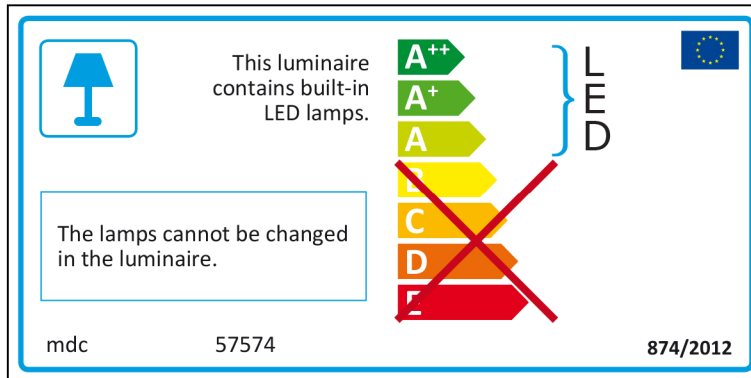 This luminaire
contains built-in
LED lamps.
A++
A+
A
B
C
D
E
L
E
D
The lamps cannot be changed
in the luminaire.
mdc 57574
874/2012